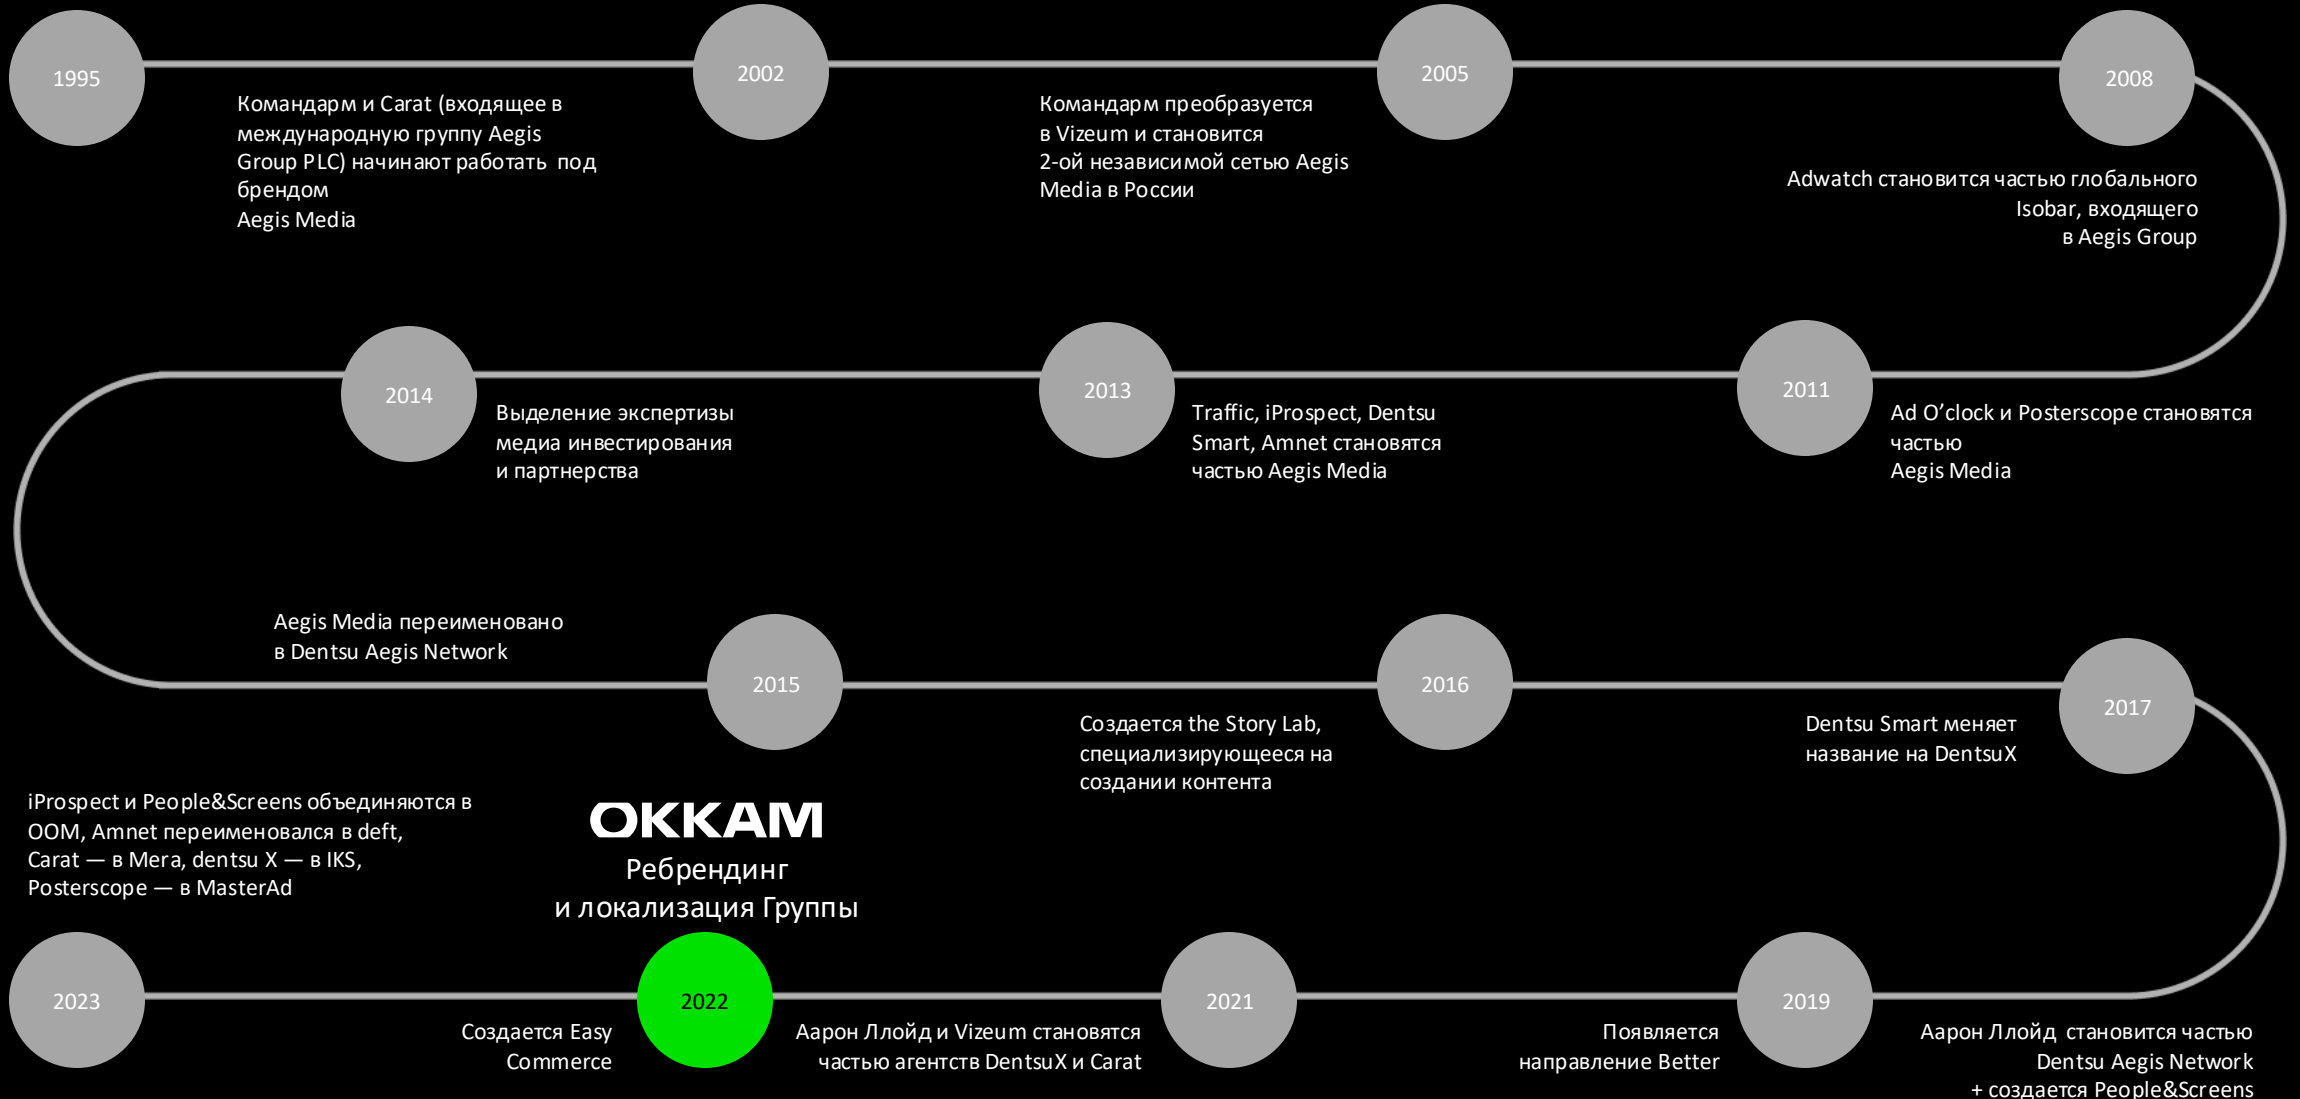 1995
2002
2005
2008
Командарм и Carat (входящее в
международную группу Aegis
Group PLC) начинают работать под
брендом
Aegis Media
Командарм преобразуется
в Vizeum и становится
2-ой независимой сетью Aegis
Media в России
Adwatch становится частью глобального
Isobar, входящего
в Aegis Group
2014
2013
2011
Выделение экспертизы
медиа инвестирования
и партнерства
Traffic, iProspect, Dentsu
Smart, Amnet становятся
частью Aegis Media
Ad O’clock и Posterscope становятся
частью
Aegis Media
Aegis Media переименовано
в Dentsu Aegis Network
2015
2016
2017
Создается the Story Lab,
специализирующееся на
создании контента
Dentsu Smart меняет
название на DentsuX
iProspect и People&Screens объединяются в
OOM, Amnet переименовался в deft,
Carat — в Мера, dentsu X — в IKS,
Posterscope — в MasterAd
OKKAM
Ребрендинг
и локализация Группы
2023
2022
2021
2019
Создается Easy
Commerce
Аарон Ллойд и Vizeum становятся
частью агентств DentsuX и Carat
Появляется
направление Better
Аарон Ллойд становится частью
Dentsu Aegis Network
+ создается People&Screens